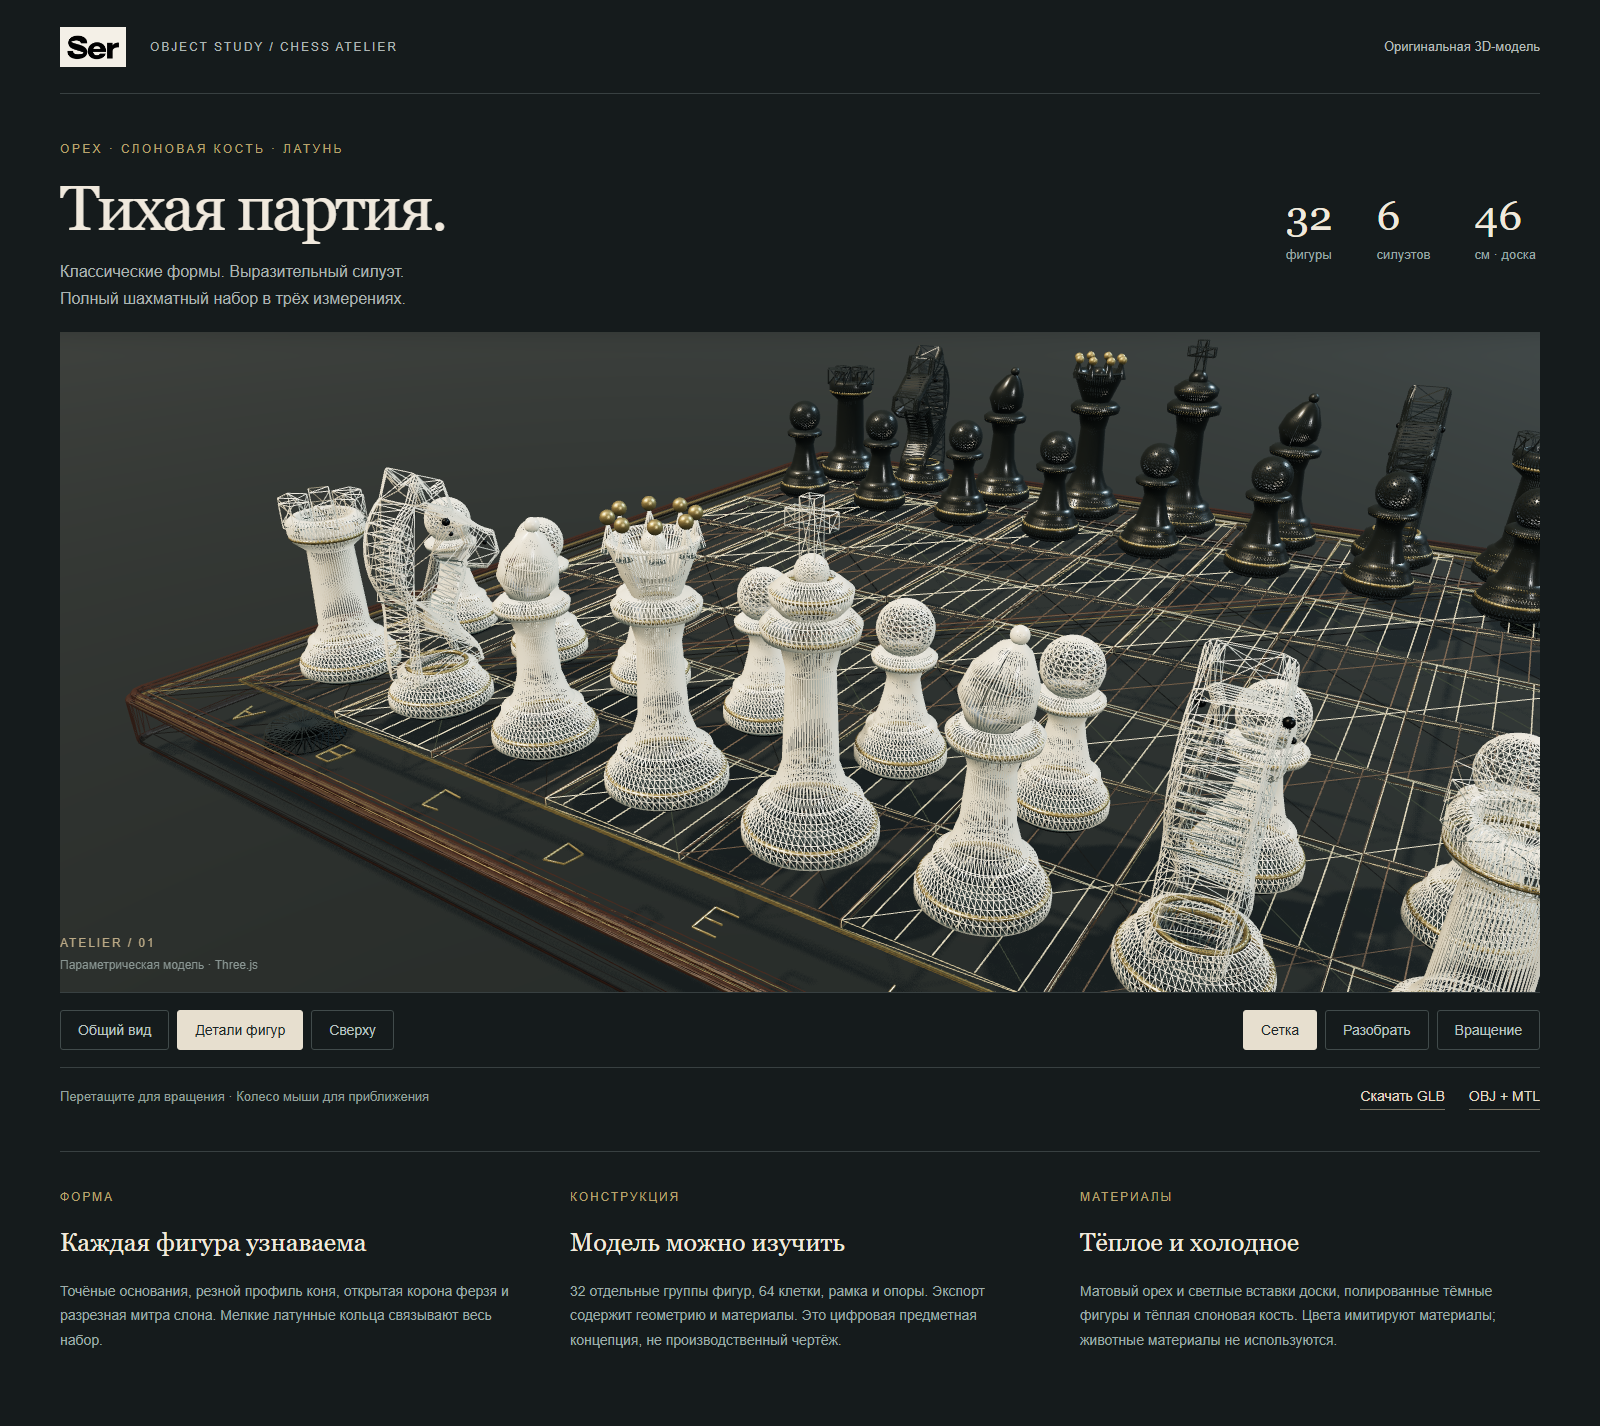 Ser
OBJECT STUDY / CHESS ATELIER
Оригинальная 3D-модель
ОРЕХ · СЛОНОВАЯ КОСТЬ · ЛАТУНЬ
Тихая партия.
Классические формы. Выразительный силуэт.
Полный шахматный набор в трёх измерениях.
32
фигуры
6
силуэтов
46
см · доска
A
B
C
D
E
ATELIER / 01
Параметрическая модель · Three.js
Общий вид
Детали фигур
Сверху
Сетка
Разобрать
Вращение
Перетащите для вращения · Колесо мыши для приближения
Скачать GLB
OBJ + MTL
ФОРМА
Каждая фигура узнаваема
Точёные основания, резной профиль коня, открытая корона ферзя и
разрезная митра слона. Мелкие латунные кольца связывают весь
набор.
КОНСТРУКЦИЯ
Модель можно изучить
32 отдельные группы фигур, 64 клетки, рамка и опоры. Экспорт
содержит геометрию и материалы. Это цифровая предметная
концепция, не производственный чертёж.
МАТЕРИАЛЫ
Тёплое и холодное
Матовый орех и светлые вставки доски, полированные тёмные
фигуры и тёплая слоновая кость. Цвета имитируют материалы;
животные материалы не используются.